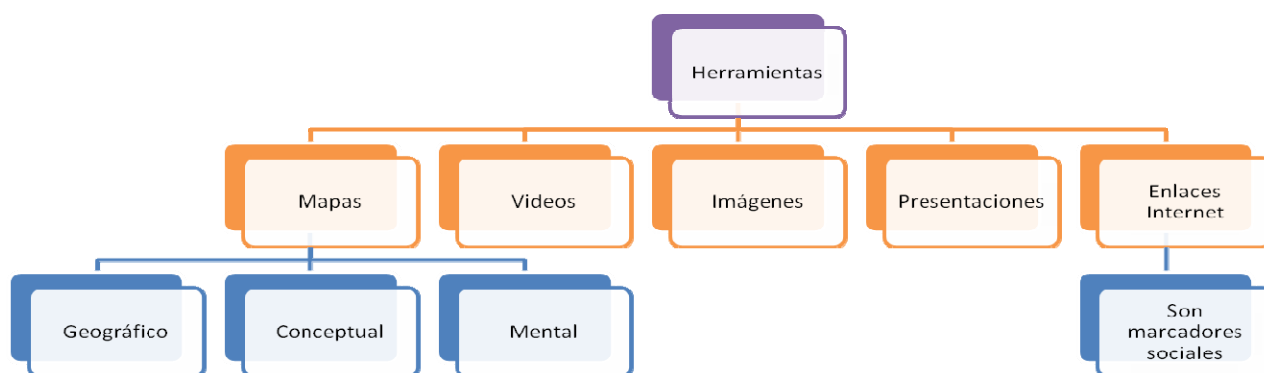 Herramientas
Mapas
Videos
Imágenes
Presentaciones
Enlaces
Internet
Geográfico
Conceptual
Mental
Son
marcadores
sociales